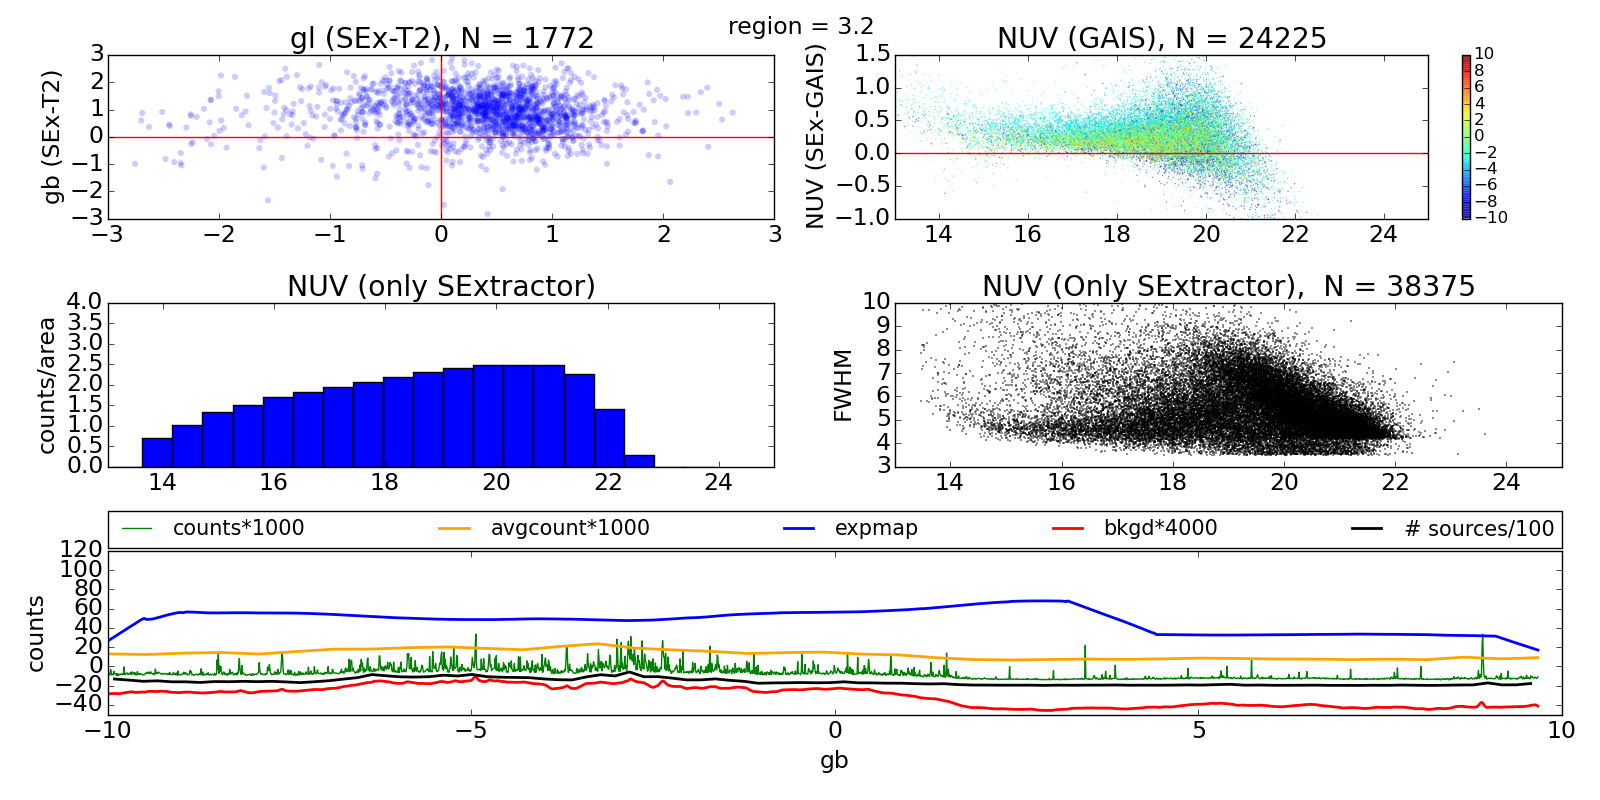 region = 3.2
gl (SEx-T2), N = 1772
gb (SEx-T2)
3
2
1
0
−1
−2
−3
−3 −2 −1 0 1 2 3
NUV (GAIS), N = 24225
NUV (SEx-GAIS)
1.5
1.0
0.5
0.0
−0.5
−1.0
14 16 18 20 22 24
10
8
6
4
2
0
−2
−4
−6
−8
−10
NUV (only SExtractor)
counts/area
4.0
3.5
3.0
2.5
2.0
1.5
1.0
0.5
0.0
14 16 18 20 22 24
NUV (Only SExtractor),  N = 38375
FWHM
10
9
8
7
6
5
4
3
14 16 18 20 22 24
counts*1000 avgcount*1000 expmap bkgd*4000 # sources/100
counts
120
100
80
60
40
20
0
−20
−40
−10 −5 0 5 10
gb